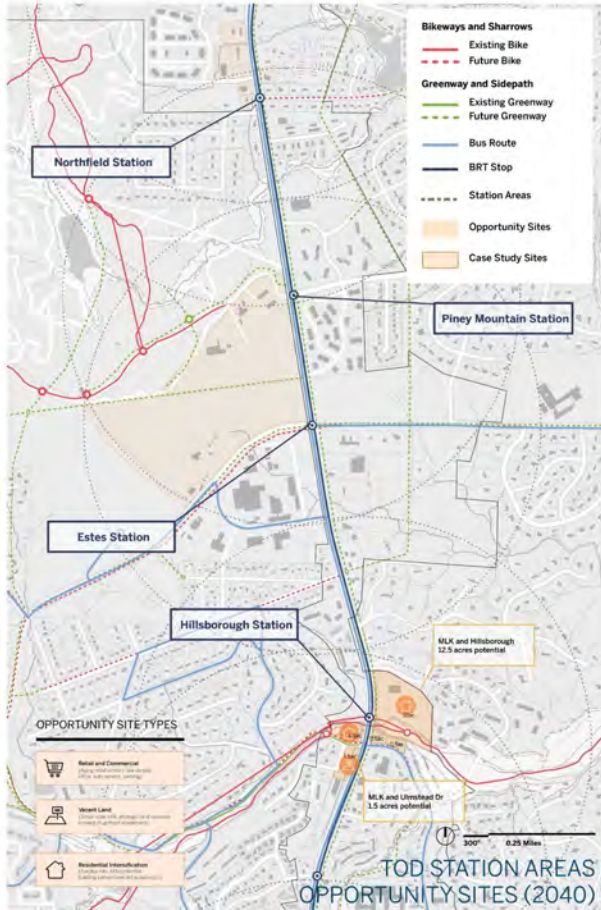 Bikeways and Sharrows
Existing Bike
Future Bike
Greenway and Sidepath
Existing Greenway
Future Greenway
Bus Route
BRT Stop
Station Areas
Opportunity Sites
Case Study Sites
Northfield Station
Piney Mountain Station
Estes Station
Hillsborough Station
MLK and Hillsborough
12.5 acres potential
MLK and Ulmstead Dr
1.5 acres potential
OPPORTUNITY SITE TYPES
Retail and Commercial
Vacant Land
Residential Intensification
300'
0.25 Miles
TOD STATION AREAS
OPPORTUNITY SITES (2040)